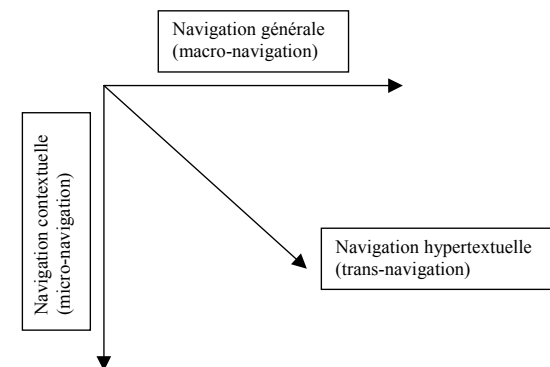 Navigation générale
(macro-navigation)
Navigation contextuelle
(micro-navigation)
Navigation hypertextuelle
(trans-navigation)